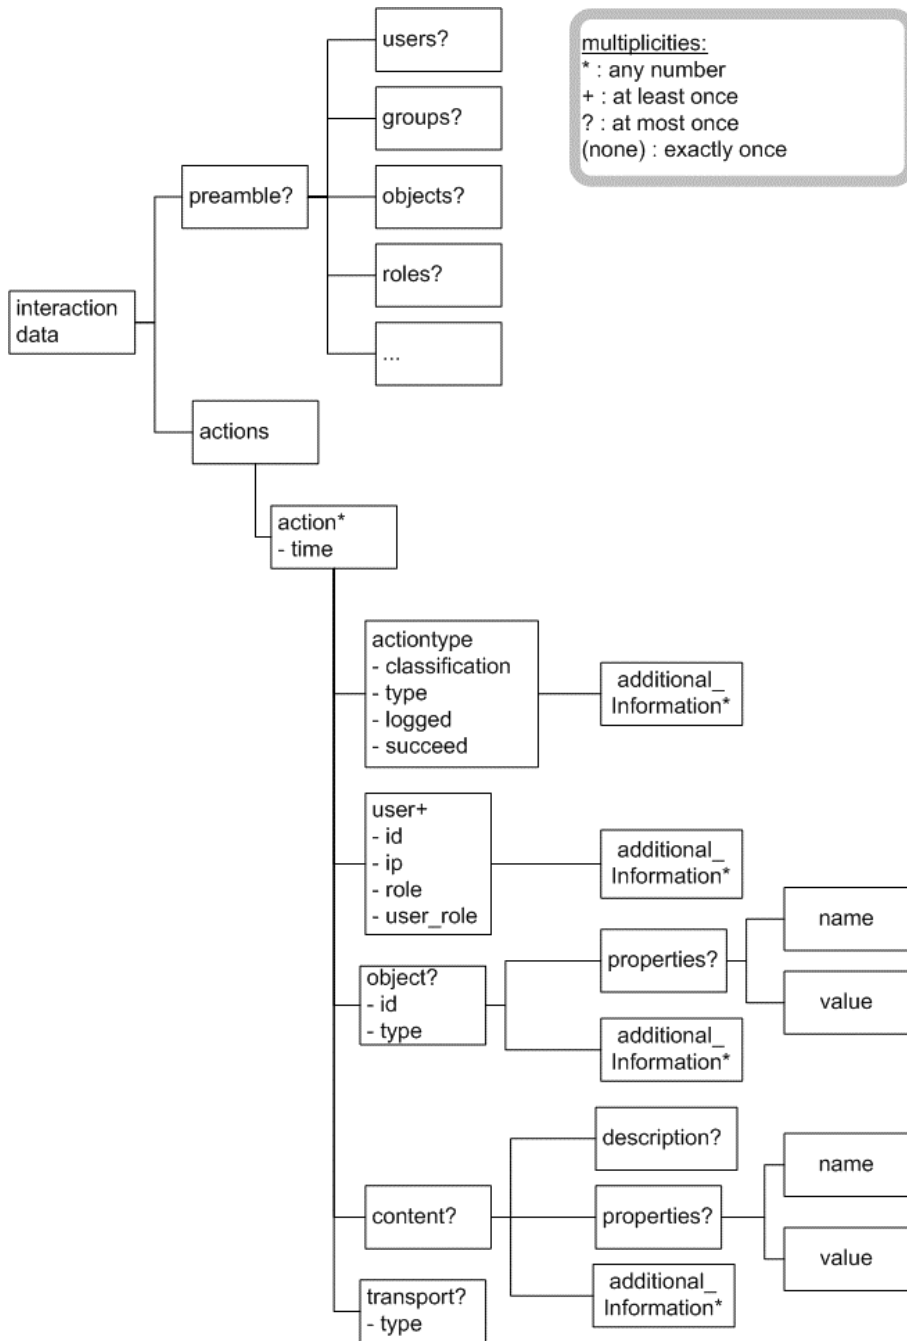 users?
multiplicities:
* : any number
+ : at least once
? : at most once
(none) : exactly once
groups?
preamble?
objects?
roles?
interaction
data
...
actions
action*
- time
actiontype
- classification
- type
- logged
- succeed
additional_
Information*
user+
- id
- ip
- role
- user_role
additional_
Information*
name
properties?
value
object?
- id
- type
additional_
Information*
description?
name
content?
properties?
value
additional_
Information*
transport?
- type